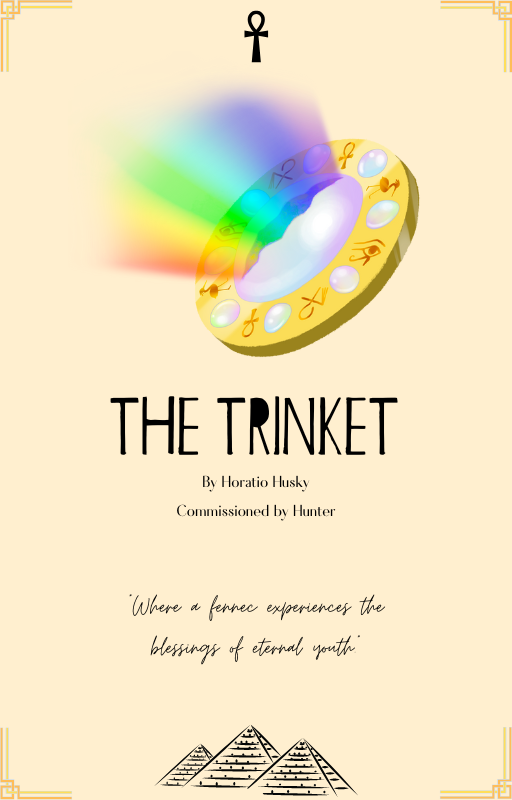 THE TRINKET
By Horatio Husky
Commissioned by Hunter
"Where a fennec experiences the
blessings of eternal youth"